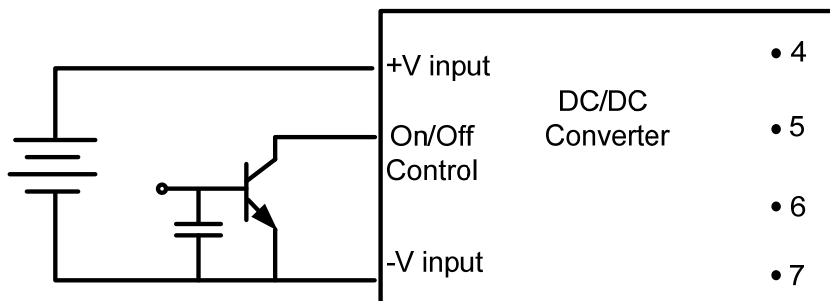 +V input
DC/DC
Converter
On/Off
Control
-V input
4
5
6
7